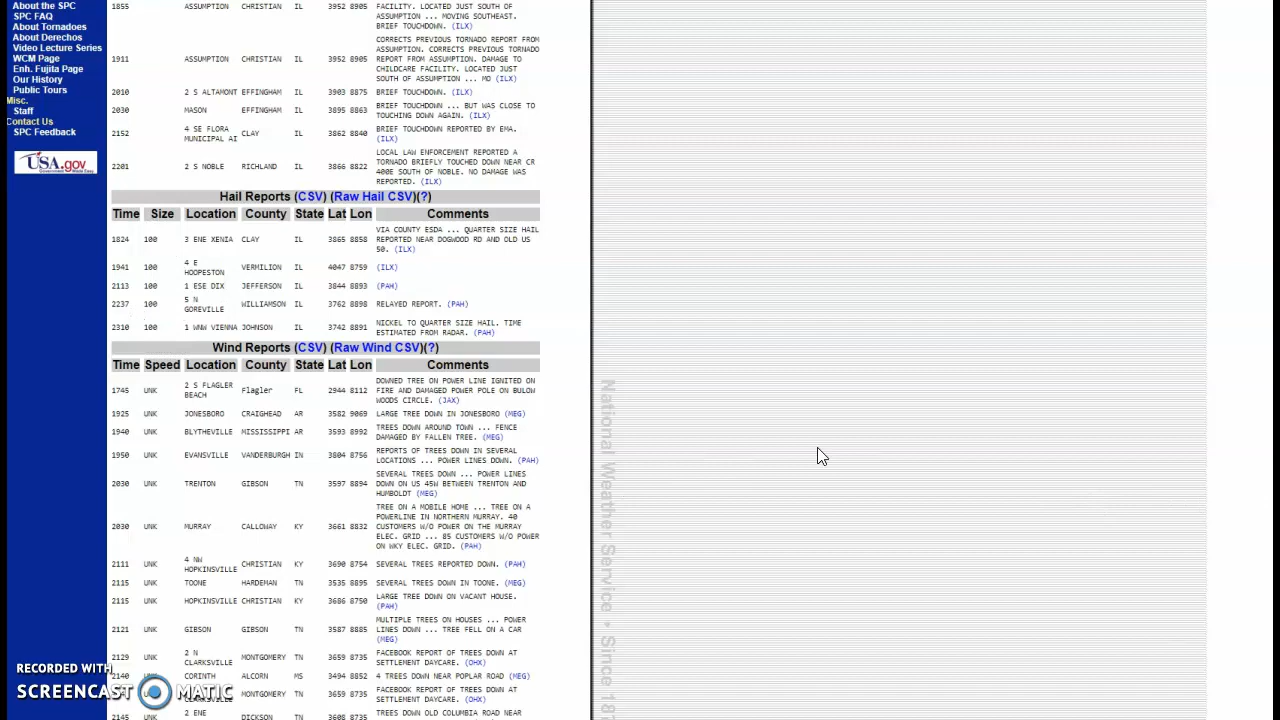 About the SPC
SPC FAQ
About Tornadoes
About Derechos
Video Lecture Series
WCM Page
Enh. Fujita Page
Our History
Public Tours
Misc.
Staff
Contact Us
SPC Feedback
USA.gov
Government Made Easy
1855 ASSUMPTION CHRISTIAN IL 3952 8905 FACILITY. LOCATED JUST SOUTH OF
ASSUMPTION ... MOVING SOUTHEAST.
BRIEF TOUCHDOWN. (ILX)
CORRECTS PREVIOUS TORNADO REPORT FROM
ASSUMPTION. CORRECTS PREVIOUS TORNADO
1911 ASSUMPTION CHRISTIAN IL 3952 8905 REPORT FROM ASSUMPTION. DAMAGE TO
CHILDCARE FACILITY. LOCATED JUST
SOUTH OF ASSUMPTION ... MO (ILX)
2010 2 S ALTAMONT EFFINGHAM IL 3903 8875 BRIEF TOUCHDOWN. (ILX)
2030 MASON EFFINGHAM IL 3895 8863 BRIEF TOUCHDOWN ... BUT WAS CLOSE TO
TOUCHING DOWN AGAIN. (ILX)
2152 4 SE FLORA MUNICIPAL AI CLAY IL 3862 8840 BRIEF TOUCHDOWN REPORTED BY EMA.
(ILX)
LOCAL LAW ENFORCEMENT REPORTED A
2201 2 S NOBLE RICHLAND IL 3866 8822 TORNADO BRIEFLY TOUCHED DOWN NEAR CR
400E SOUTH OF NOBLE. NO DAMAGE WAS
REPORTED. (ILX)
Hail Reports (CSV) (Raw Hail CSV)(?)
Time Size Location County State Lat Lon Comments
VIA COUNTY ESDA ... QUARTER SIZE HAIL
1824 100 3 ENE XENIA CLAY IL 3865 8858 REPORTED NEAR DOGWOOD RD AND OLD US
50. (ILX)
1941 100 4 E HOOPESTON VERMILION IL 4047 8759 (ILX)
2113 100 1 ESE DIX JEFFERSON IL 3844 8893 (PAH)
2237 100 5 N GOREVILLE WILLIAMSON IL 3762 8898 RELAYED REPORT. (PAH)
2310 100 1 WNW VIENNA JOHNSON IL 3742 8891 NICKEL TO QUARTER SIZE HAIL. TIME
ESTIMATED FROM RADAR. (PAH)
Wind Reports (CSV) (Raw Wind CSV)(?)
Time Speed Location County State Lat Lon Comments
1745 UNK 2 S FLAGLER BEACH Flagler FL 2944 8112 DOWNED TREE ON POWER LINE IGNITED ON
FIRE AND DAMAGED POWER POLE ON BULOW
WOODS CIRCLE. (JAX)
1925 UNK JONESBORO CRAIGHEAD AR 3582 9069 LARGE TREE DOWN IN JONESBORO (MEG)
1940 UNK BLYTHEVILLE MISSISSIPPI AR 3593 8992 TREES DOWN AROUND TOWN ... FENCE
DAMAGED BY FALLEN TREE. (MEG)
1950 UNK EVANSVILLE VANDERBURGH IN 3804 8756 REPORTS OF TREES DOWN IN SEVERAL
LOCATIONS ... POWER LINES DOWN. (PAH)
SEVERAL TREES DOWN ... POWER LINES
2030 UNK TRENTON GIBSON TN 3597 8894 DOWN ON US 45W BETWEEN TRENTON AND
HUMBOLDT (MEG)
TREE ON A MOBILE HOME ... TREE ON A
POWERLINE IN NORTHERN MURRAY. 40
2030 UNK MURRAY CALLOWAY KY 3661 8832 CUSTOMERS W/O POWER ON THE MURRAY
ELEC. GRID ... 85 CUSTOMERS W/O POWER
ON WKY ELEC. GRID. (PAH)
2111 UNK 4 NW HOPKINSVILLE CHRISTIAN KY 3690 8754 SEVERAL TREES REPORTED DOWN. (PAH)
2115 UNK TOONE HARDEMAN TN 3535 8895 SEVERAL TREES DOWN IN TOONE. (MEG)
2115 UNK HOPKINSVILLE CHRISTIAN KY 3686 8750 LARGE TREE DOWN ON VACANT HOUSE.
(PAH)
MULTIPLE TREES ON HOUSES ... POWER
2121 UNK GIBSON GIBSON TN 3587 8885 LINES DOWN ... TREE FELL ON A CAR
(MEG)
2129 UNK 2 N CLARKSVILLE MONTGOMERY TN 3659 8735 FACEBOOK REPORT OF TREES DOWN AT
SETTLEMENT DAYCARE. (OHX)
2140 UNK CORINTH ALCORN MS 3494 8852 4 TREES DOWN NEAR POPLAR ROAD (MEG)
UNK MONTGOMERY TN 3659 8735 FACEBOOK REPORT OF TREES DOWN AT
SETTLEMENT DAYCARE. (OHX)
2145 UNK 2 ENE DICKSON TN 3608 8735 TREES DOWN OLD COLUMBIA ROAD NEAR
National Weather Service • Since 187
RECORDED WITH
SCREENCAST MATIC